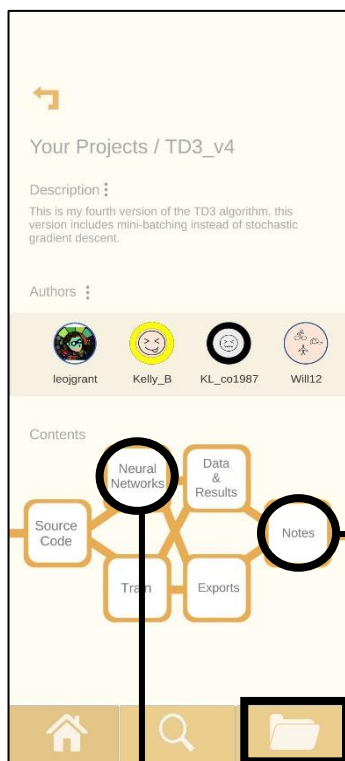 Your Projects / TD3_v4
Description
This is my fourth version of the TD3 algorithm, this
version includes mini-batching instead of stochastic
gradient descent.
Authors
leojgrant
Kelly_B
KL_co1987
Will12
Contents
Neural
Networks
Data
&
Results
Source
Code
Notes
Train
Exports